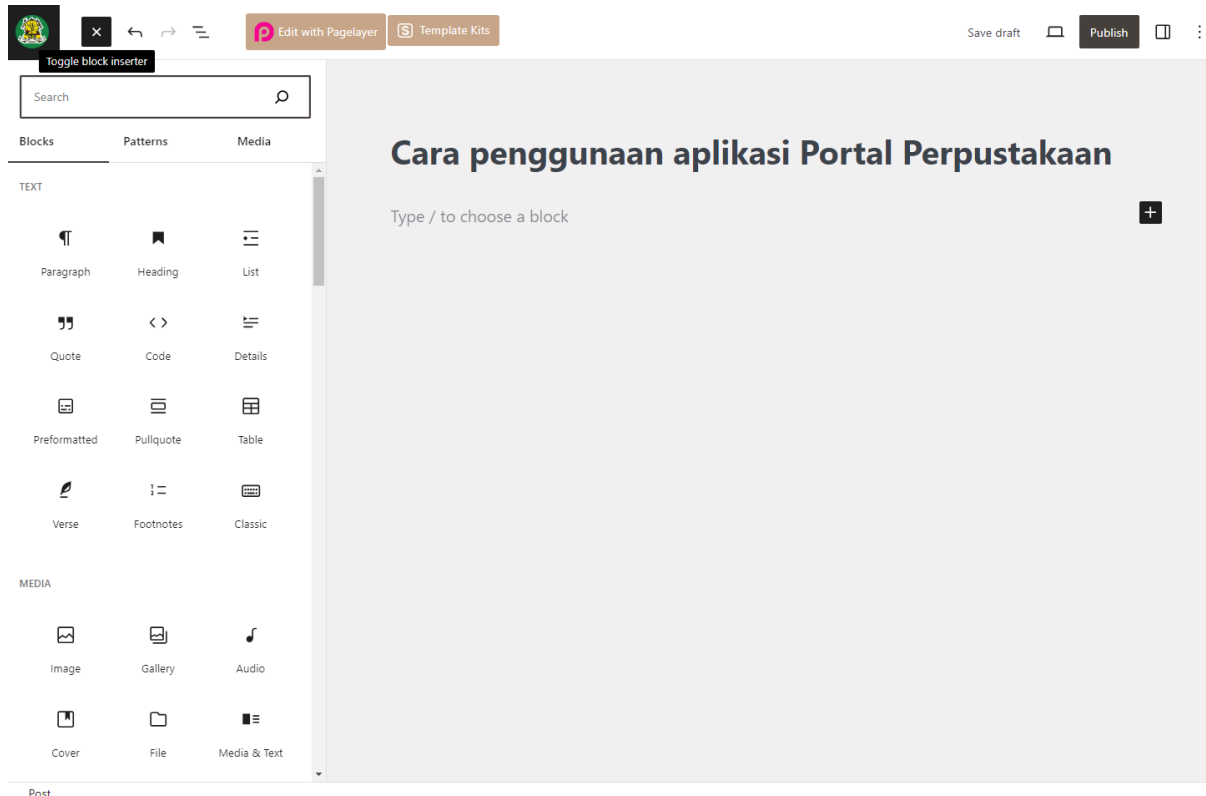 Edit with Pagelayer
S Template Kits
Save draft
Publish
Toggle block inserter
Search
Blocks Patterns Media
TEXT
Paragraph Heading List
Quote Code Details
Preformatted Pullquote Table
Verse Footnotes Classic
MEDIA
Image Gallery Audio
Cover File Media & Text
Post
Cara penggunaan aplikasi Portal Perpustakaan
Type / to choose a block